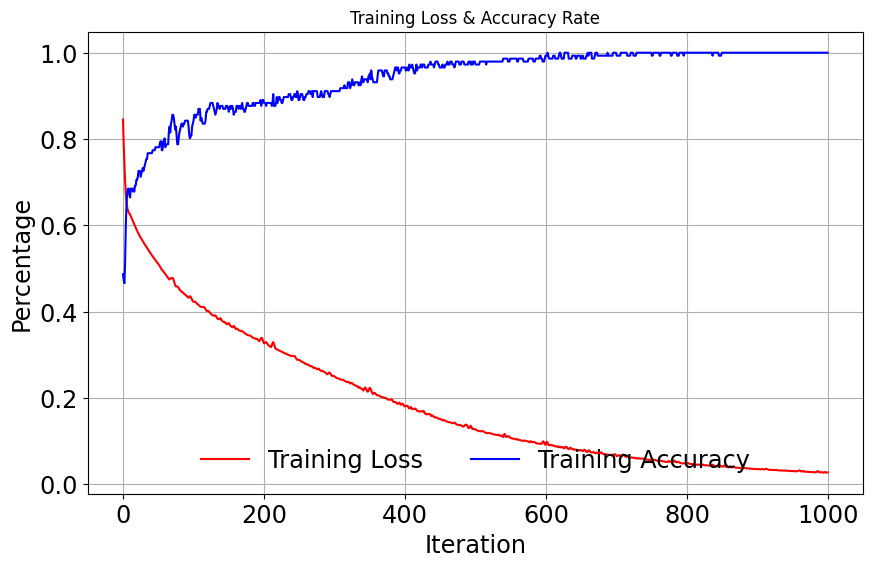 Training Loss & Accuracy Rate
1.0
0.8
0.6
0.4
0.2
0.0
Percentage
Training Loss
Training Accuracy
0 200 400 600 800 1000
Iteration